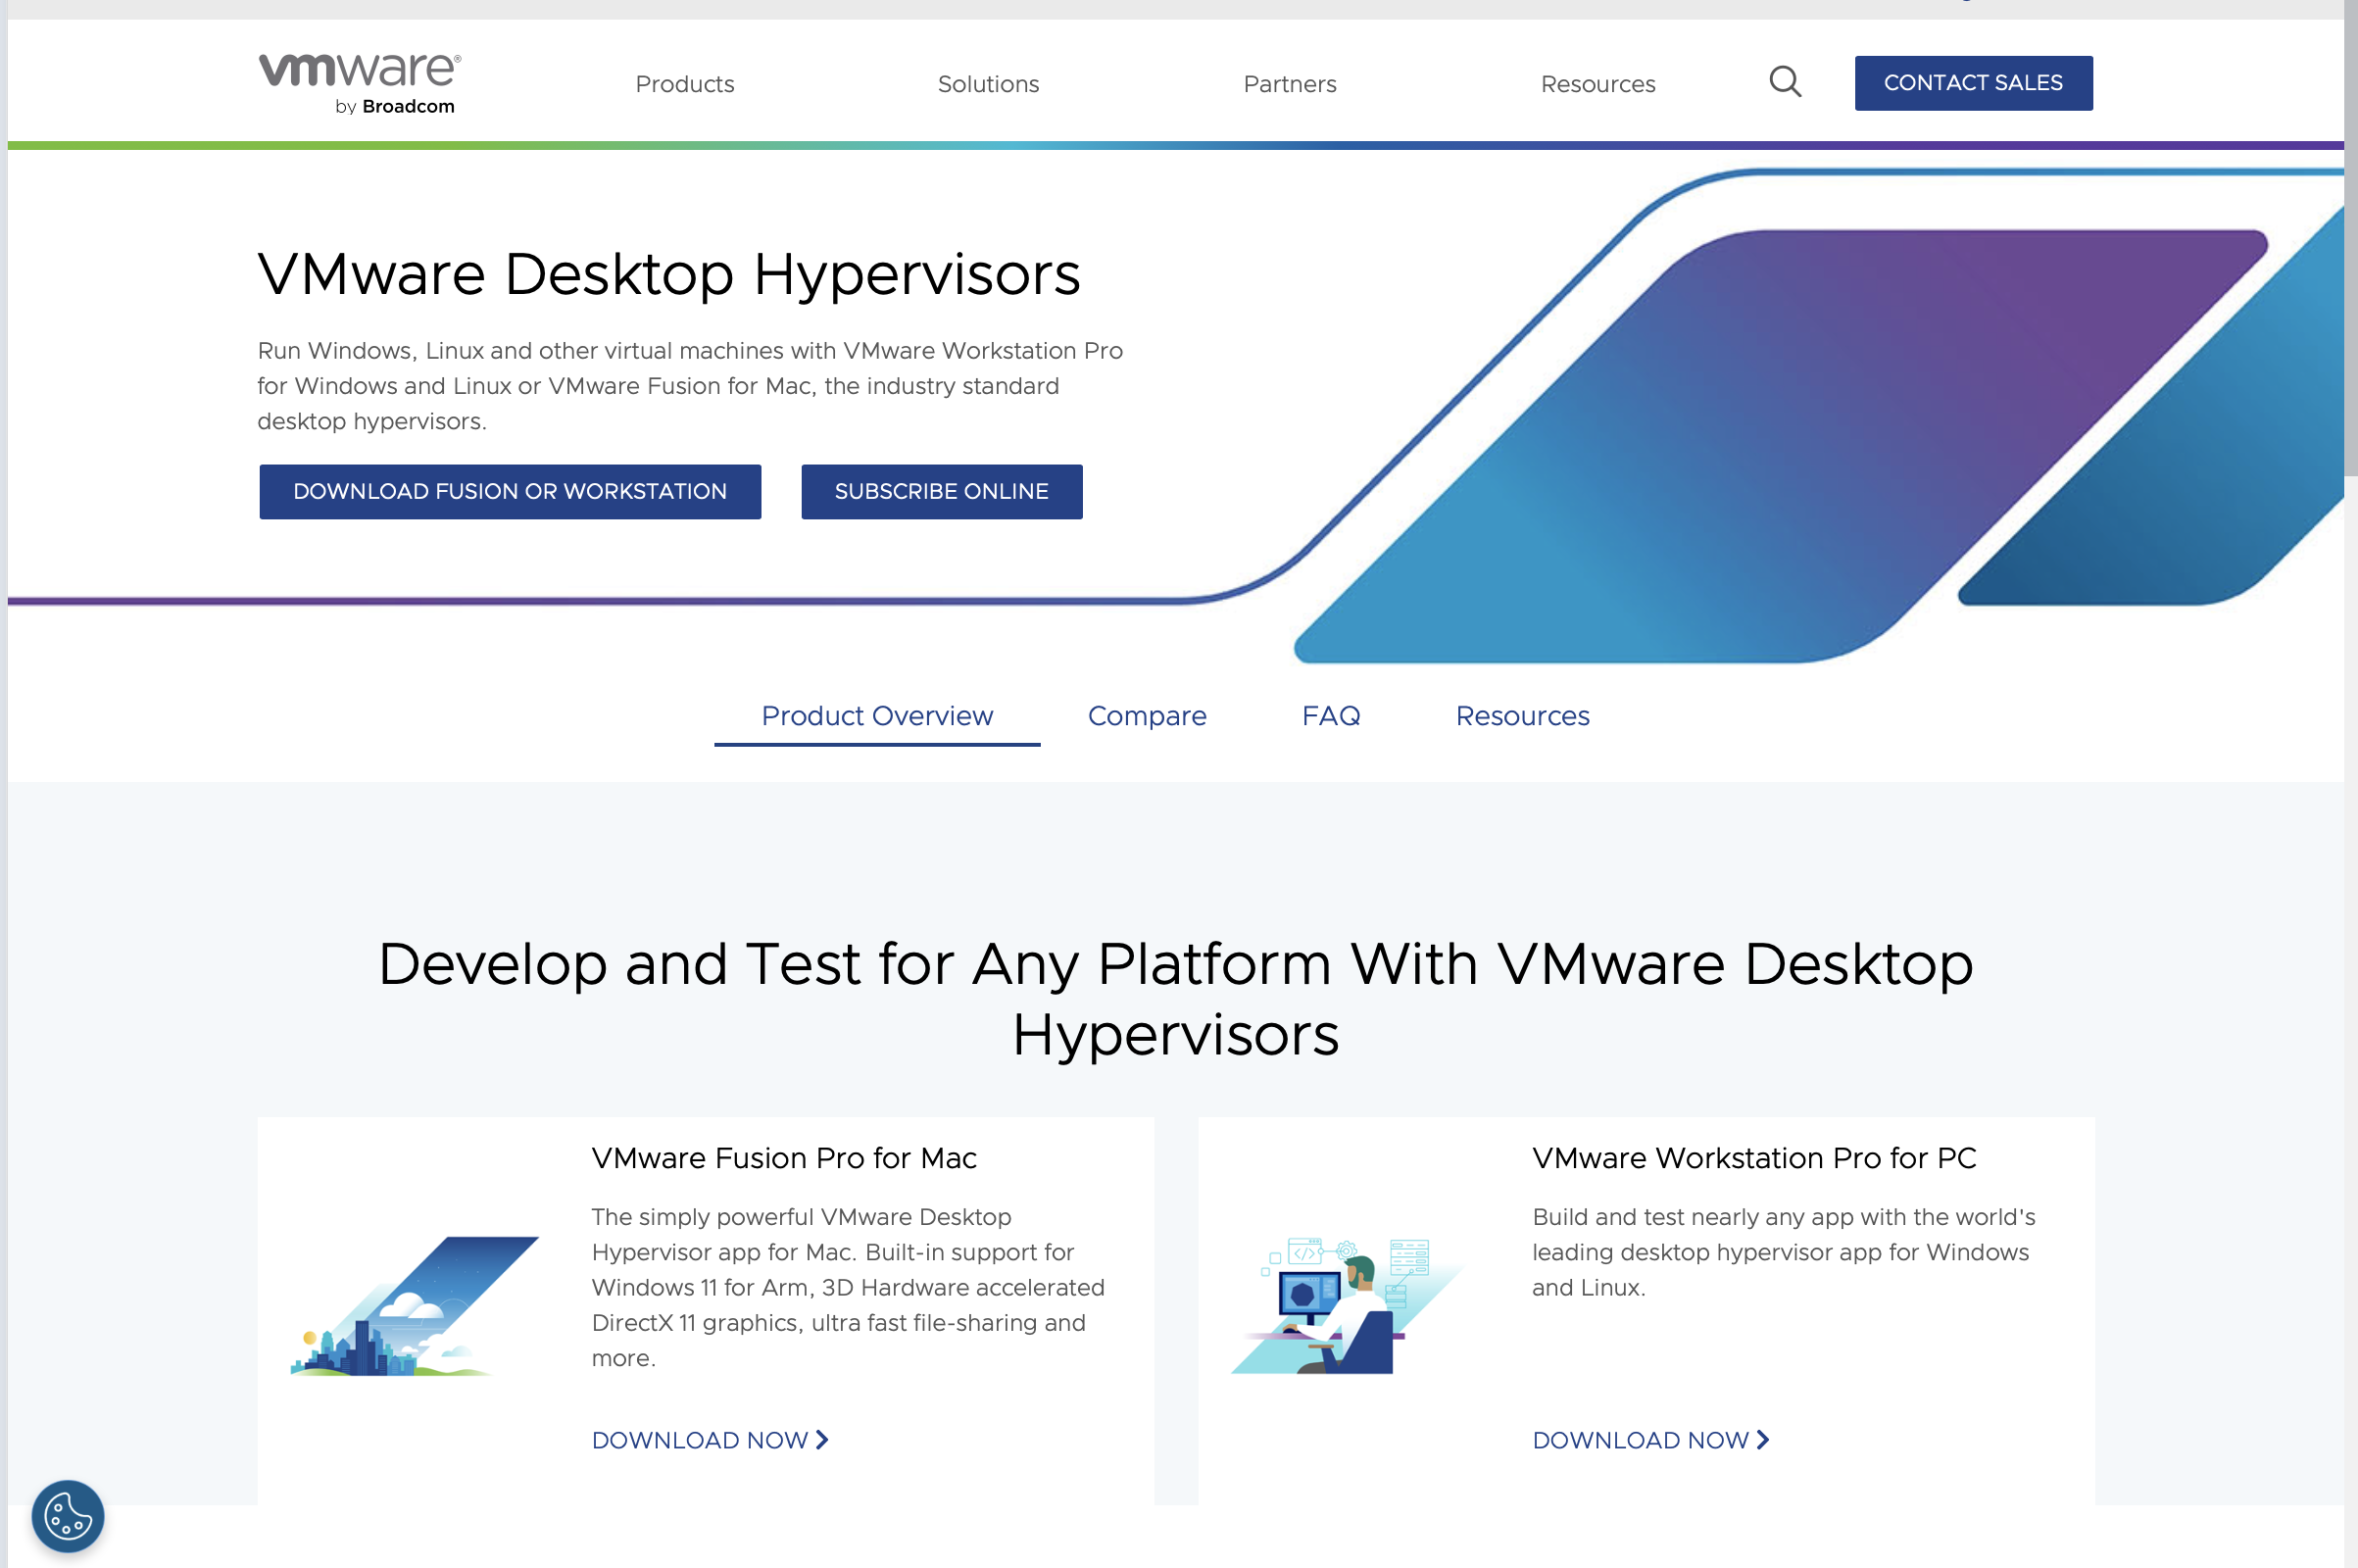 vmware®
by Broadcom
Products
Solutions
Partners
Resources
CONTACT SALES
VMware Desktop Hypervisors
Run Windows, Linux and other virtual machines with VMware Workstation Pro
for Windows and Linux or VMware Fusion for Mac, the industry standard
desktop hypervisors.
DOWNLOAD FUSION OR WORKSTATION
SUBSCRIBE ONLINE
Product Overview
Compare
FAQ
Resources
Develop and Test for Any Platform With VMware Desktop
Hypervisors
VMware Fusion Pro for Mac
The simply powerful VMware Desktop
Hypervisor app for Mac. Built-in support for
Windows 11 for Arm, 3D Hardware accelerated
DirectX 11 graphics, ultra fast file-sharing and
more.
DOWNLOAD NOW
VMware Workstation Pro for PC
Build and test nearly any app with the world's
leading desktop hypervisor app for Windows
and Linux.
DOWNLOAD NOW